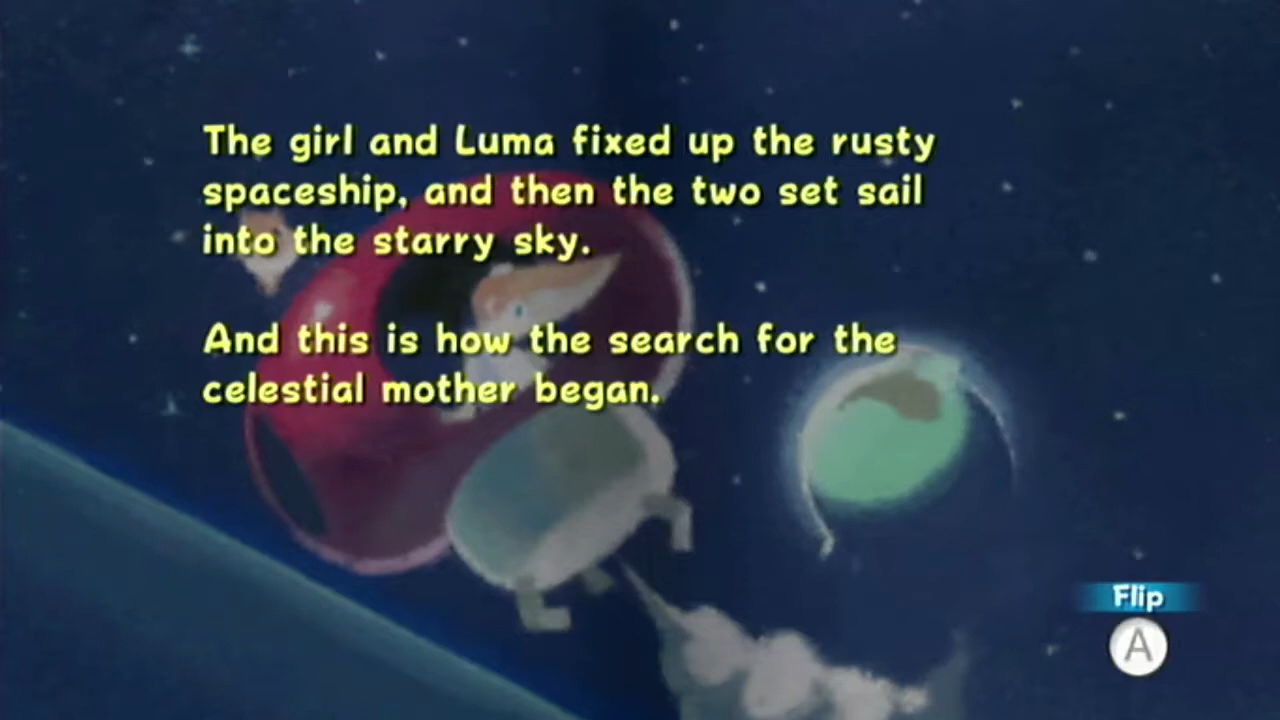 The girl and Luma fixed up the rusty
spaceship, and then the two set sail
into the starry sky.
And this is how the search for the
celestial mother began.
Flip
A